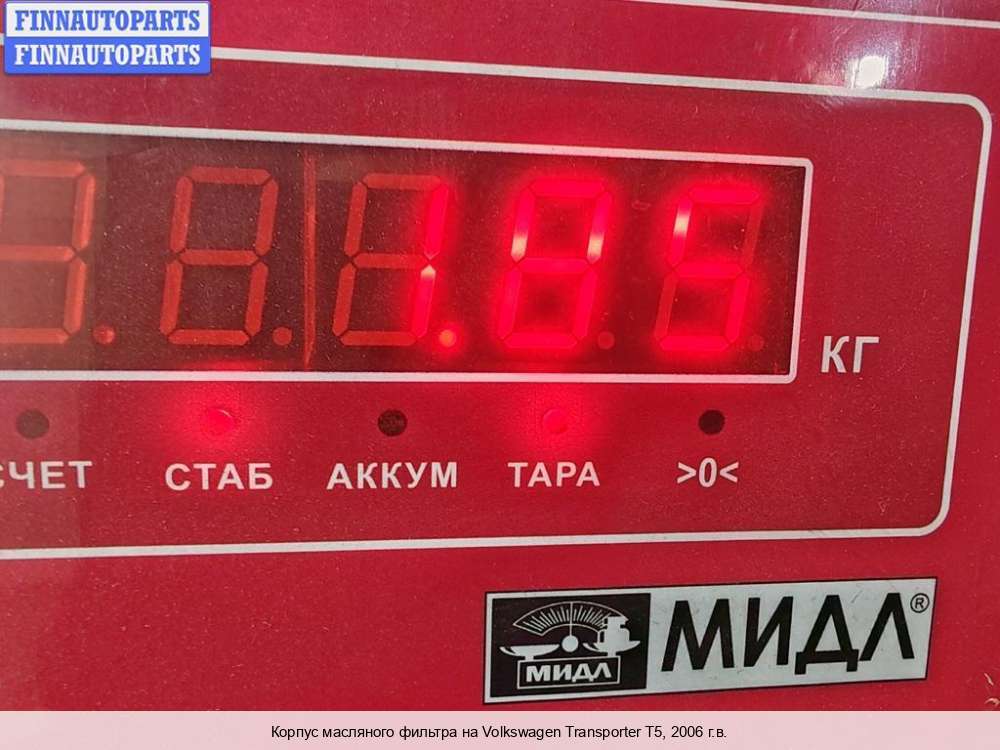 FINNAUTOPARTS
FINNAUTOPARTS
1.85
КГ
СЧЕТ СТАБ АККУМ ТАРА >0<
МИДЛ МИДЛ®
Корпус масляного фильтра на Volkswagen Transporter T5, 2006 г.в.